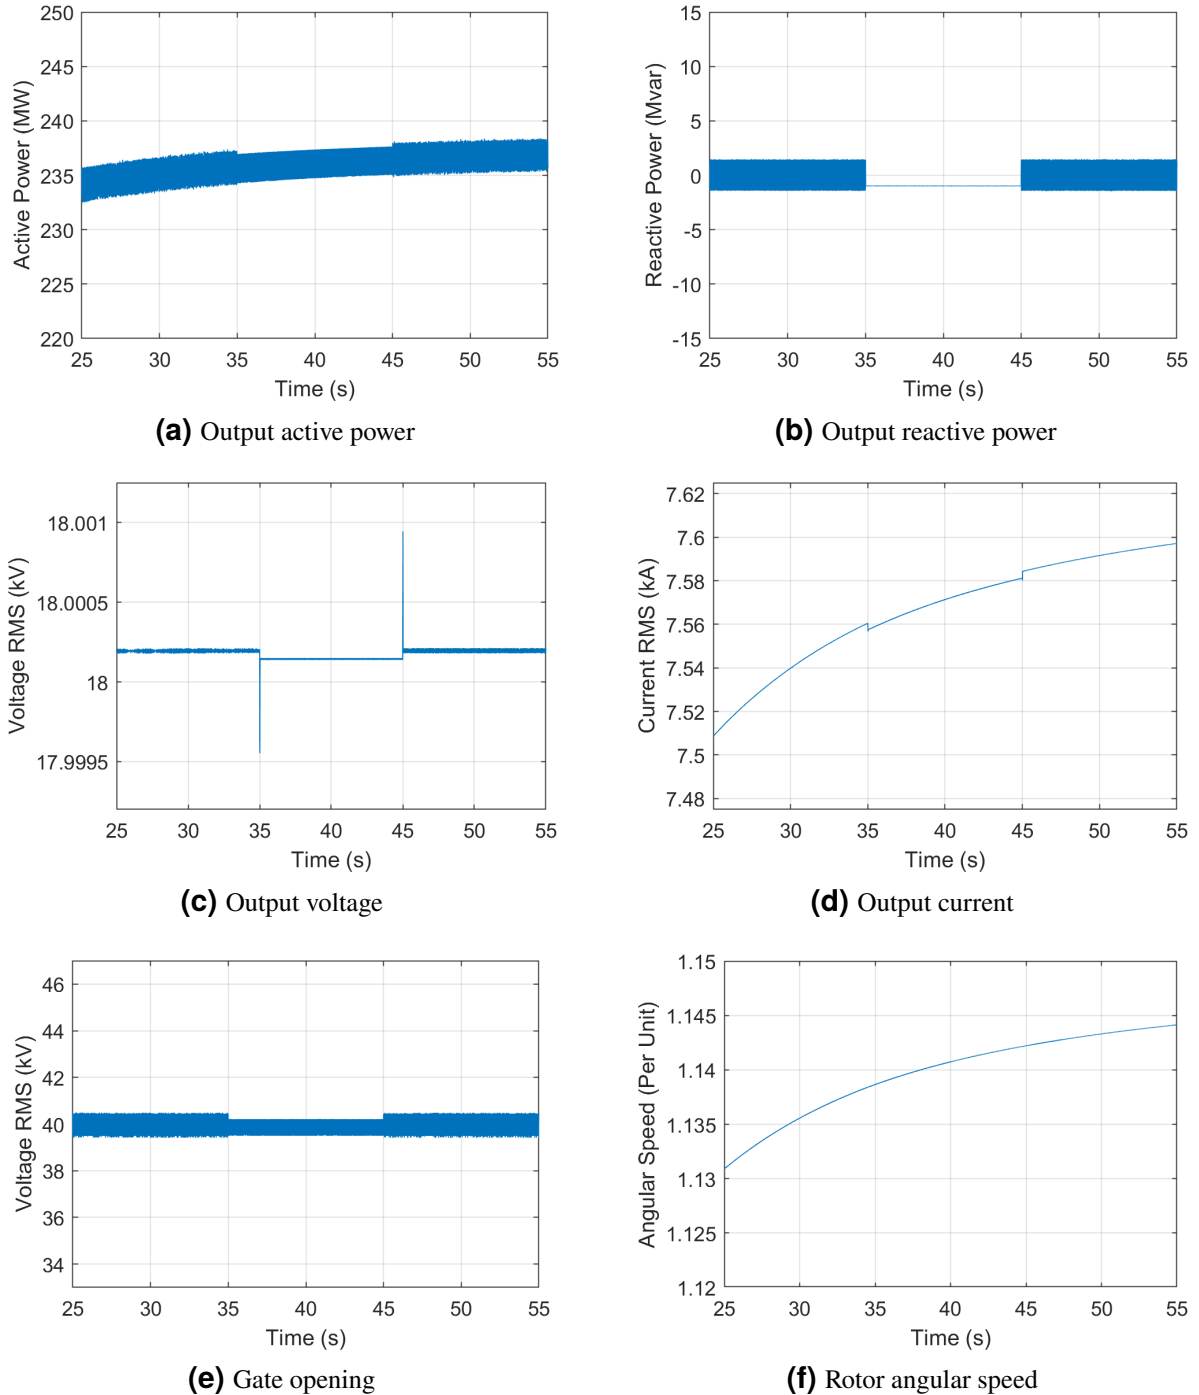 250
245
240
235
230
225
220
Active Power (MW)
25 30 35 40 45 50 55
Time (s)
(a) Output active power
15
10
5
0
-5
-10
-15
Reactive Power (Mvar)
25 30 35 40 45 50 55
Time (s)
(b) Output reactive power
18.001
18.0005
18
17.9995
Voltage RMS (kV)
25 30 35 40 45 50 55
Time (s)
(c) Output voltage
7.62
7.6
7.58
7.56
7.54
7.52
7.5
7.48
Current RMS (kA)
25 30 35 40 45 50 55
Time (s)
(d) Output current
46
44
42
40
38
36
34
Voltage RMS (kV)
25 30 35 40 45 50 55
Time (s)
(e) Gate opening
1.15
1.145
1.14
1.135
1.13
1.125
1.12
Angular Speed (Per Unit)
25 30 35 40 45 50 55
Time (s)
(f) Rotor angular speed